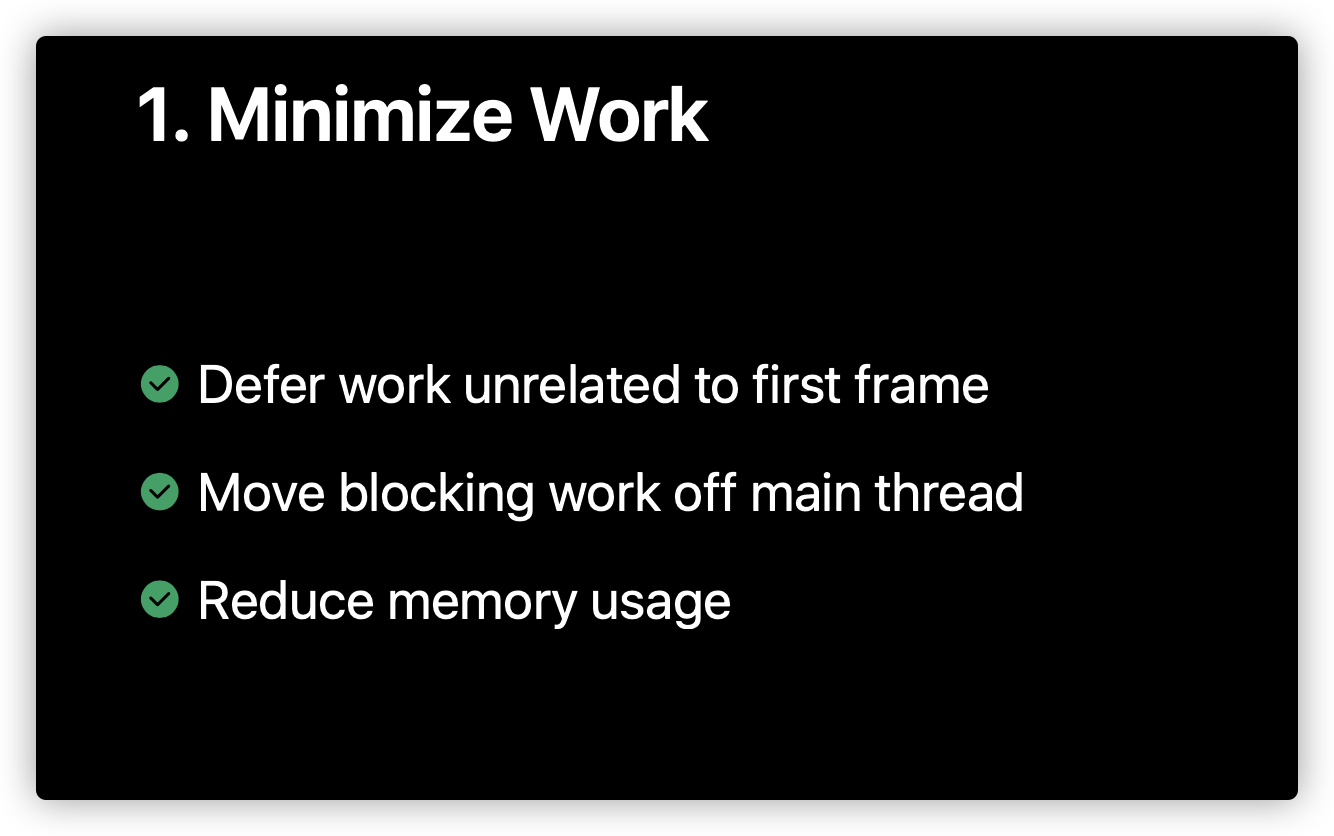 1. Minimize Work
Defer work unrelated to first frame
Move blocking work off main thread
Reduce memory usage